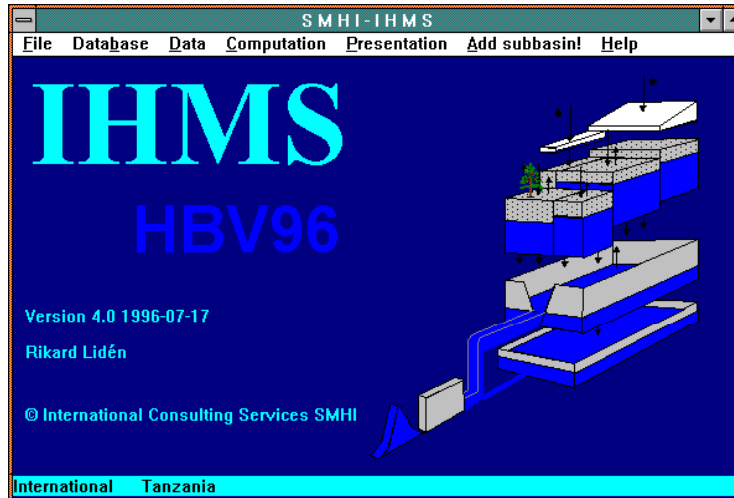 SMHI-IHMS
File Database Data Computation Presentation Add subbasin! Help
IHMS
HBV96
Version 4.0 1996-07-17
Rikard Lidén
© International Consulting Services SMHI
International Tanzania